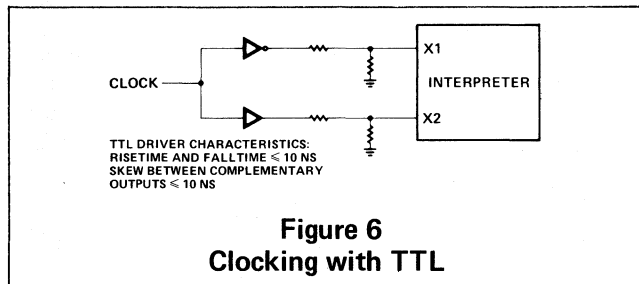 X1
CLOCK
INTERPRETER
X2
TTL DRIVER CHARACTERISTICS:
RISETIME AND FALLTIME ≤ 10 NS
SKEW BETWEEN COMPLEMENTARY
OUTPUTS ≤ 10 NS
Figure 6
Clocking with TTL